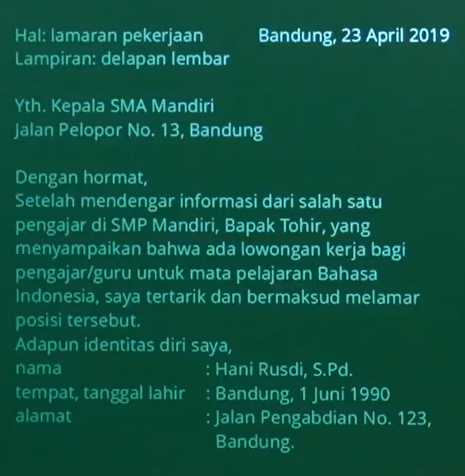 Hal: lamaran pekerjaan Bandung, 23 April 2019
Lampiran: delapan lembar
Yth. Kepala SMA Mandiri
Jalan Pelopor No. 13, Bandung
Dengan hormat,
Setelah mendengar informasi dari salah satu
pengajar di SMP Mandiri, Bapak Tohir, yang
menyampaikan bahwa ada lowongan kerja bagi
pengajar/guru untuk mata pelajaran Bahasa
Indonesia, saya tertarik dan bermaksud melamar
posisi tersebut.
Adapun identitas diri saya,
nama : Hani Rusdi, S.Pd.
tempat, tanggal lahir : Bandung, 1 Juni 1990
alamat : Jalan Pengabdian No. 123,
Bandung.